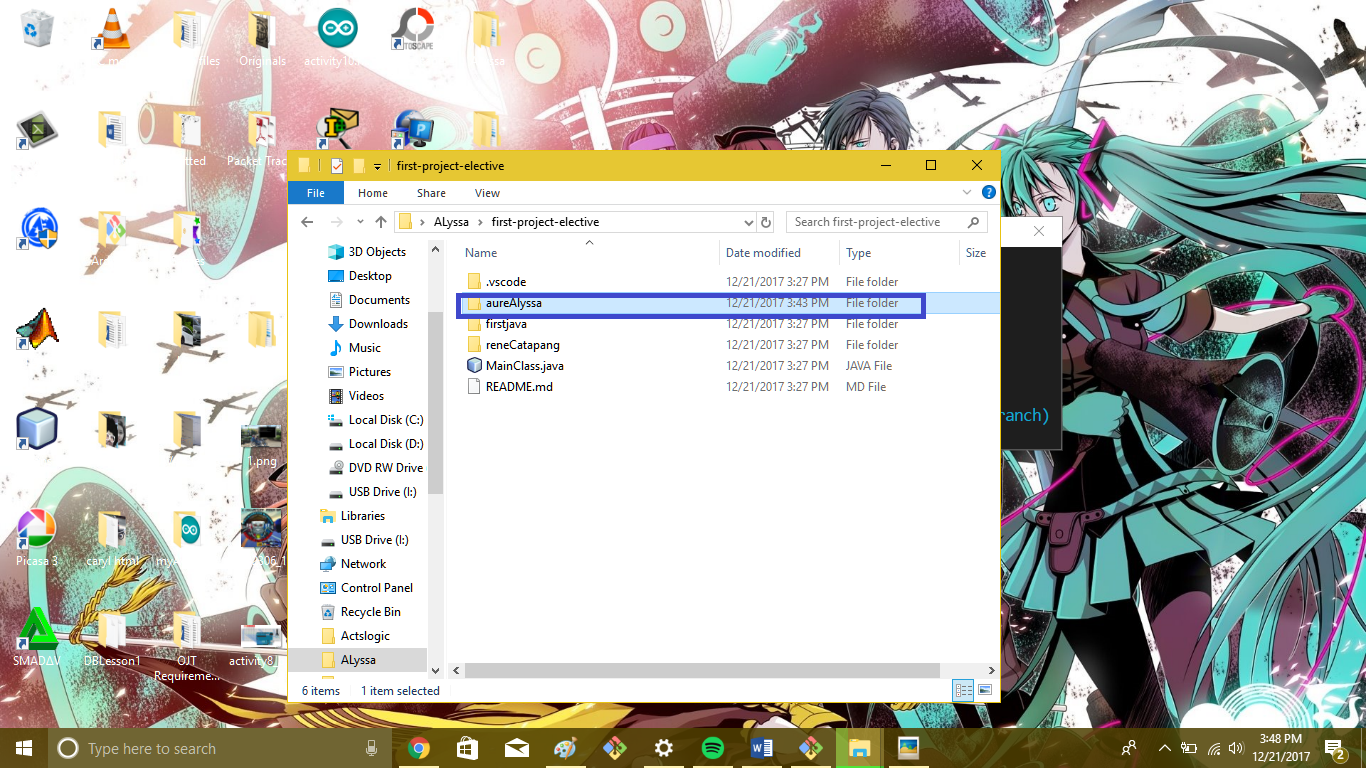 Originals
first-project-elective
File Home Share View
ALyssa first-project-elective
Search first-project-elective
3D Objects
Desktop
Documents
Downloads
Music
Pictures
Videos
Local Disk (C:)
Local Disk (D:)
DVD RW Drive
USB Drive (I:)
Libraries
USB Drive (I:)
Network
Control Panel
Recycle Bin
Actslogic
ALyssa
Name Date modified Type Size
.vscode 12/21/2017 3:27 PM File folder
aureAlyssa 12/21/2017 3:43 PM File folder
firstjava 12/21/2017 3:27 PM File folder
reneCatapang 12/21/2017 3:27 PM File folder
MainClass.java 12/21/2017 3:27 PM JAVA File
README.md 12/21/2017 3:27 PM MD File
6 items 1 item selected
ranch)
1.png
Picasa 3
caryl html
SMADAV
DBLesson1
OJT
Requireme...
activity8
Type here to search
3:48 PM
12/21/2017
2